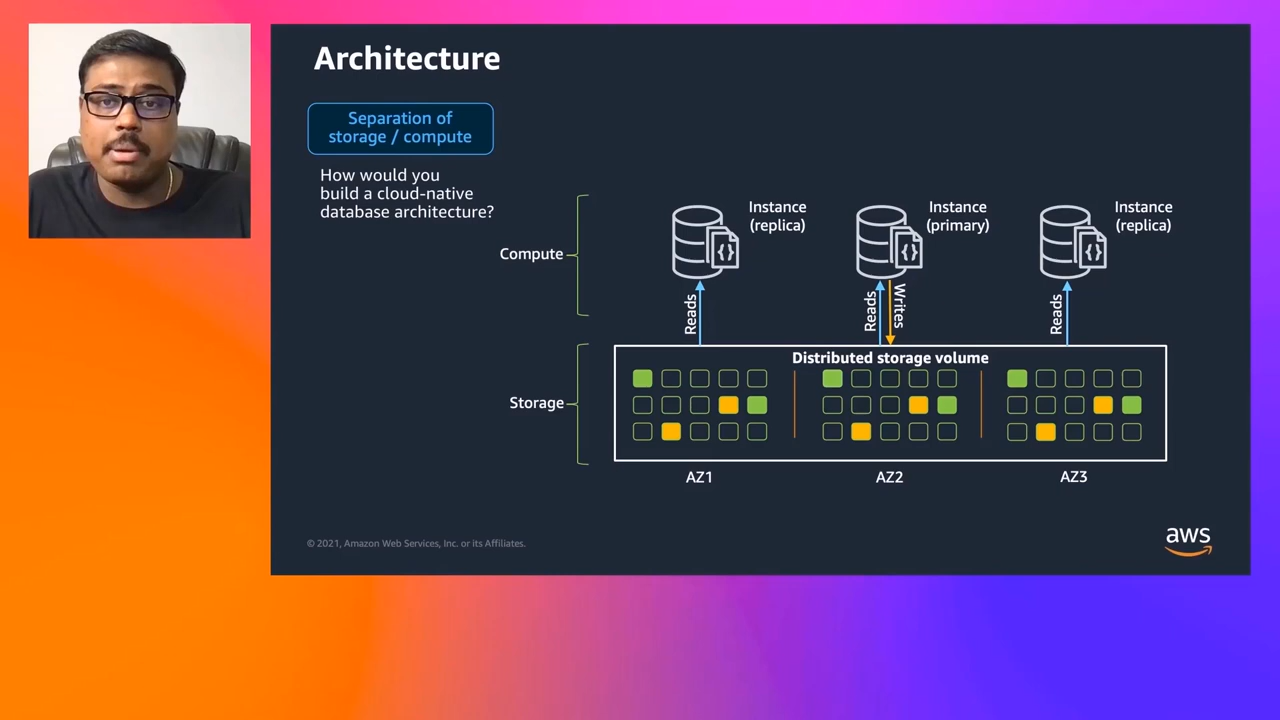 Architecture
Separation of
storage / compute
How would you
build a cloud-native
database architecture?
Compute
Instance
(replica)
Instance
(primary)
Instance
(replica)
Reads
Reads
Writes
Reads
Storage
Distributed storage volume
AZ1
AZ2
AZ3
© 2021, Amazon Web Services, Inc. or its Affiliates.
aws